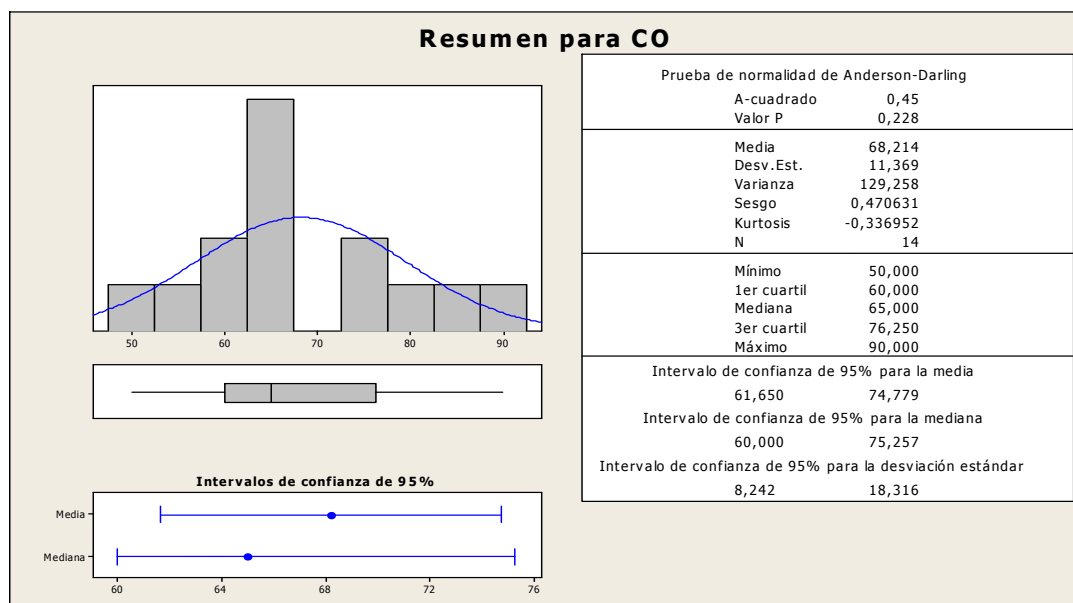 Resumen para CO
50 60 70 80 90
Intervalos de confianza de 95%
Media
Mediana
60 64 68 72 76
Prueba de normalidad de Anderson-Darling
A-cuadrado 0,45
Valor P 0,228
Media 68,214
Desv.Est. 11,369
Varianza 129,258
Sesgo 0,470631
Kurtosis -0,336952
N 14
Mínimo 50,000
1er cuartil 60,000
Mediana 65,000
3er cuartil 76,250
Máximo 90,000
Intervalo de confianza de 95% para la media
61,650 74,779
Intervalo de confianza de 95% para la mediana
60,000 75,257
Intervalo de confianza de 95% para la desviación estándar
8,242 18,316